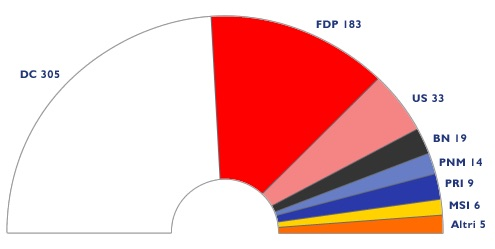 DC 305
FDP 183
US 33
BN 19
PNM 14
PRI 9
MSI 6
Altri 5